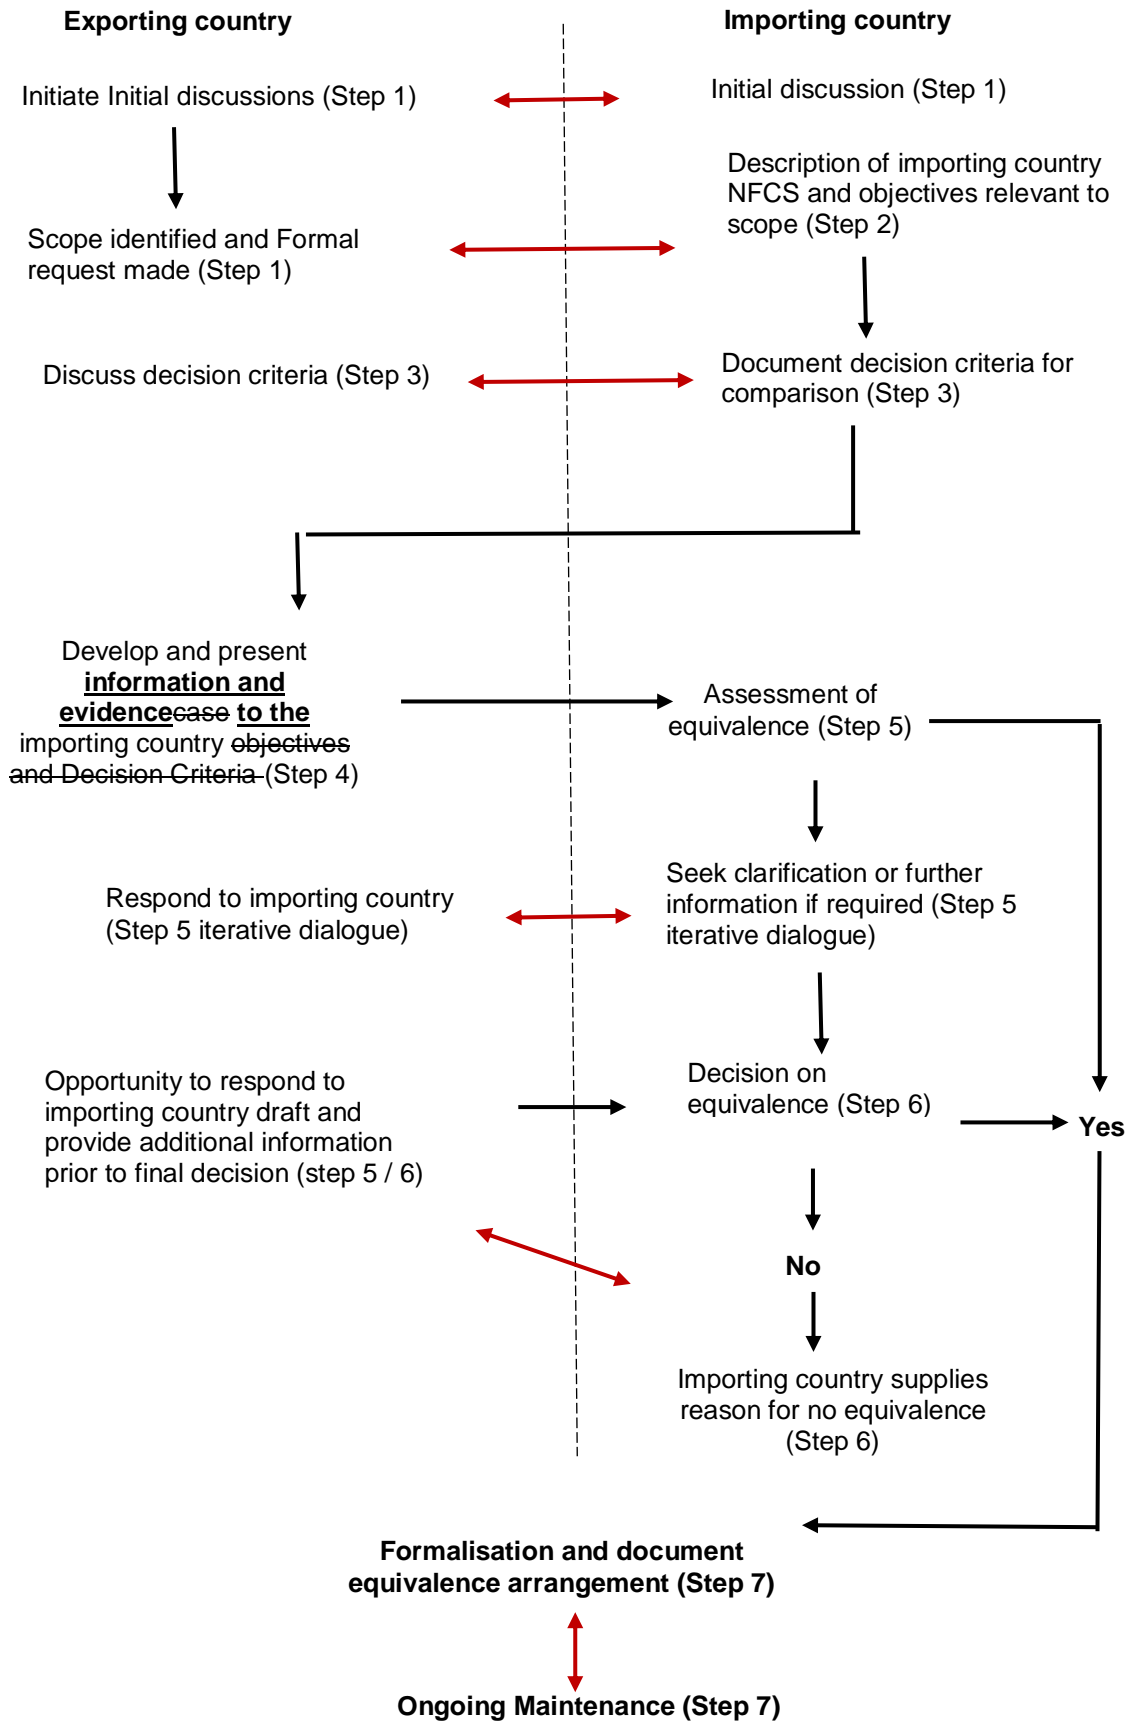 Exporting country
Importing country
Initiate Initial discussions (Step 1)
Initial discussion (Step 1)
Description of importing country
NFCS and objectives relevant to
scope (Step 2)
Scope identified and Formal
request made (Step 1)
Discuss decision criteria (Step 3)
Document decision criteria for
comparison (Step 3)
Develop and present
information and
evidencecase to the
importing country objectives
and Decision Criteria (Step 4)
Assessment of
equivalence (Step 5)
Seek clarification or further
information if required (Step 5
iterative dialogue)
Respond to importing country
(Step 5 iterative dialogue)
Opportunity to respond to
importing country draft and
provide additional information
prior to final decision (step 5 / 6)
Decision on
equivalence (Step 6)
Yes
No
Importing country supplies
reason for no equivalence
(Step 6)
Formalisation and document
equivalence arrangement (Step 7)
Ongoing Maintenance (Step 7)